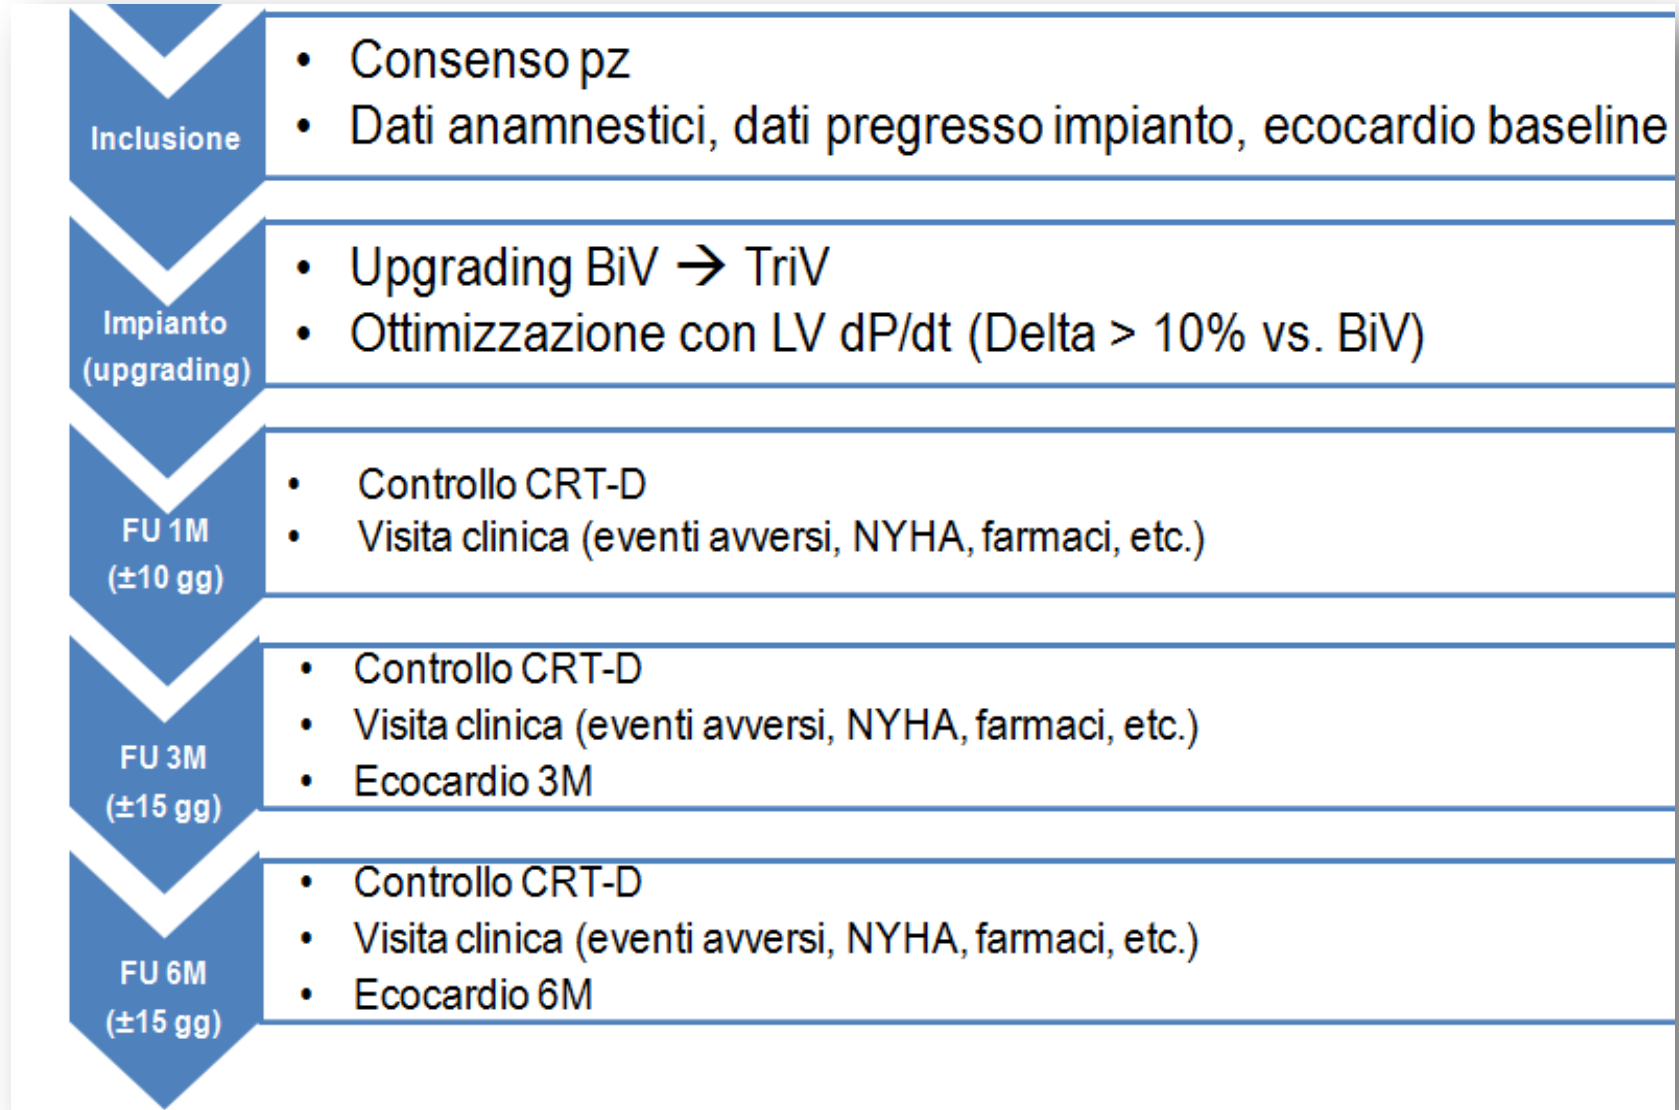 Inclusione
• Consenso pz
• Dati anamnestici, dati pregresso impianto, ecocardio baseline
Impianto
(upgrading)
• Upgrading BiV → TriV
• Ottimizzazione con LV dP/dt (Delta > 10% vs. BiV)
FU 1M
(±10 gg)
• Controllo CRT-D
• Visita clinica (eventi avversi, NYHA, farmaci, etc.)
FU 3M
(±15 gg)
• Controllo CRT-D
• Visita clinica (eventi avversi, NYHA, farmaci, etc.)
• Ecocardio 3M
FU 6M
(±15 gg)
• Controllo CRT-D
• Visita clinica (eventi avversi, NYHA, farmaci, etc.)
• Ecocardio 6M